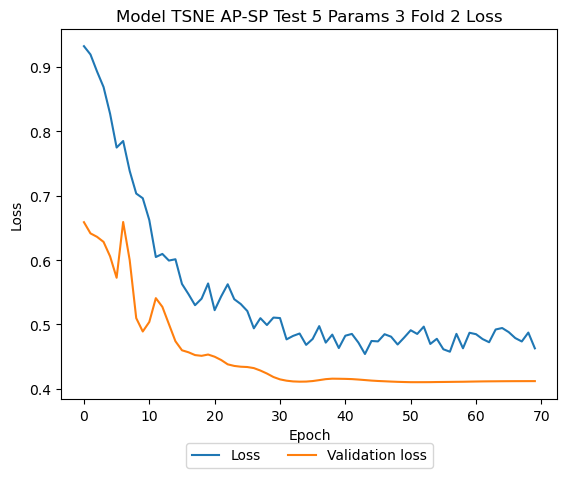 Model TSNE AP-SP Test 5 Params 3 Fold 2 Loss
0.9
0.8
0.7
0.6
0.5
0.4
Loss
0 10 20 30 40 50 60 70
Epoch
Loss Validation loss